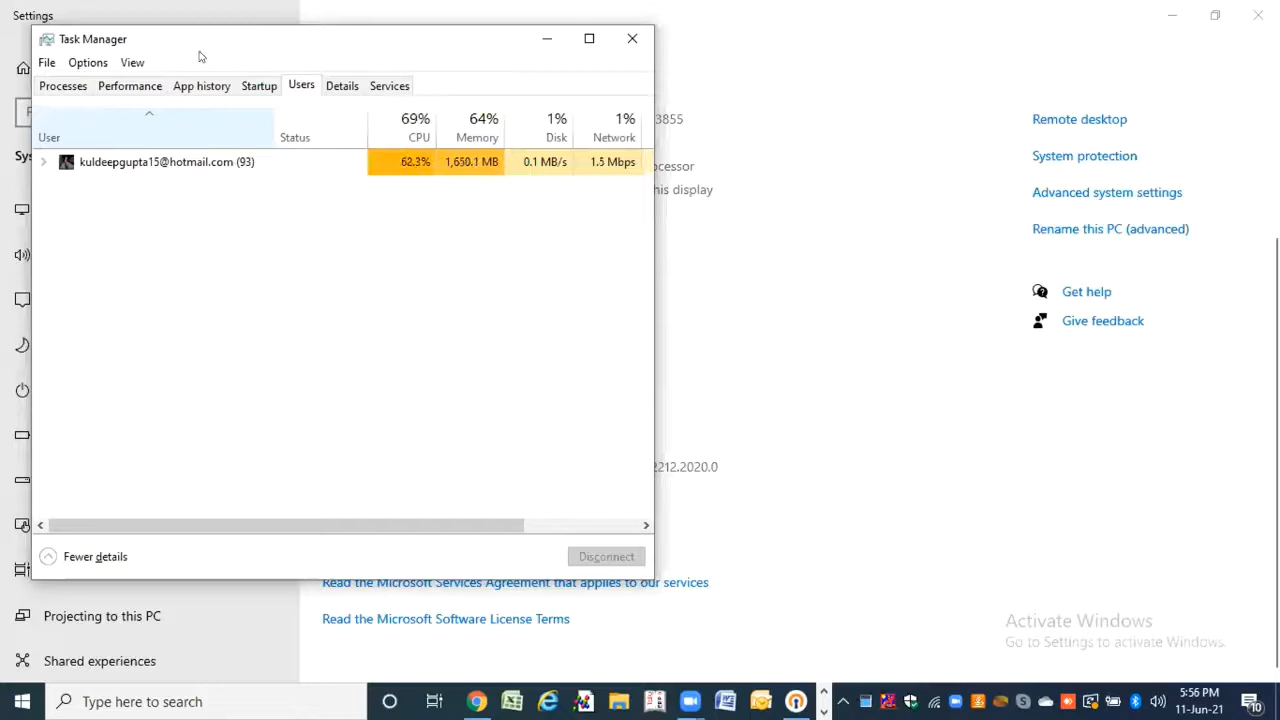 Settings
Task Manager
File Options View
Processes Performance App history Startup Users Details Services
69% 64% 1% 1%
User Status CPU Memory Disk Network
kuldeepgupta15@hotmail.com (93) 62.3% 1,650.1 MB 0.1 MB/s 1.5 Mbps
Fewer details Disconnect
Sys
3855
ocessor
his display
2212.2020.0
Read the Microsoft Services Agreement that applies to our services
Read the Microsoft Software License Terms
Projecting to this PC
Shared experiences
Remote desktop
System protection
Advanced system settings
Rename this PC (advanced)
Get help
Give feedback
Activate Windows
Go to Settings to activate Windows.
Type here to search
5:56 PM
11-Jun-21
10